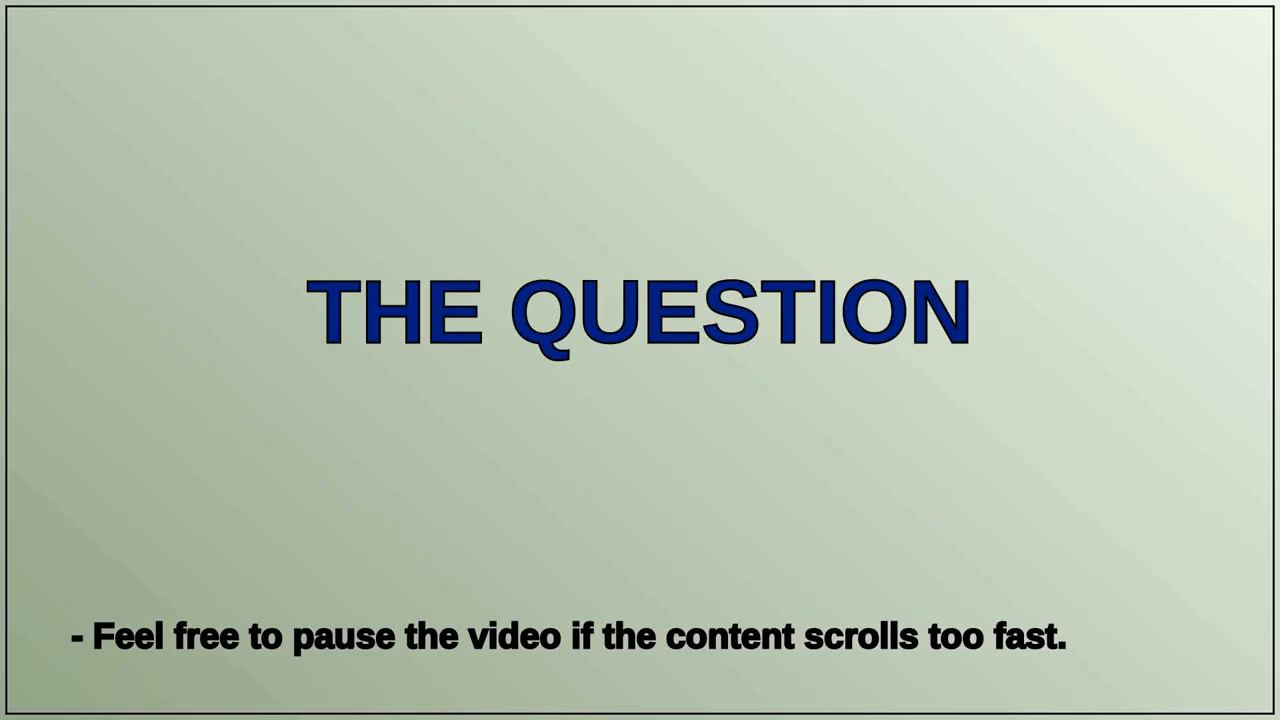 THE QUESTION
- Feel free to pause the video if the content scrolls too fast.